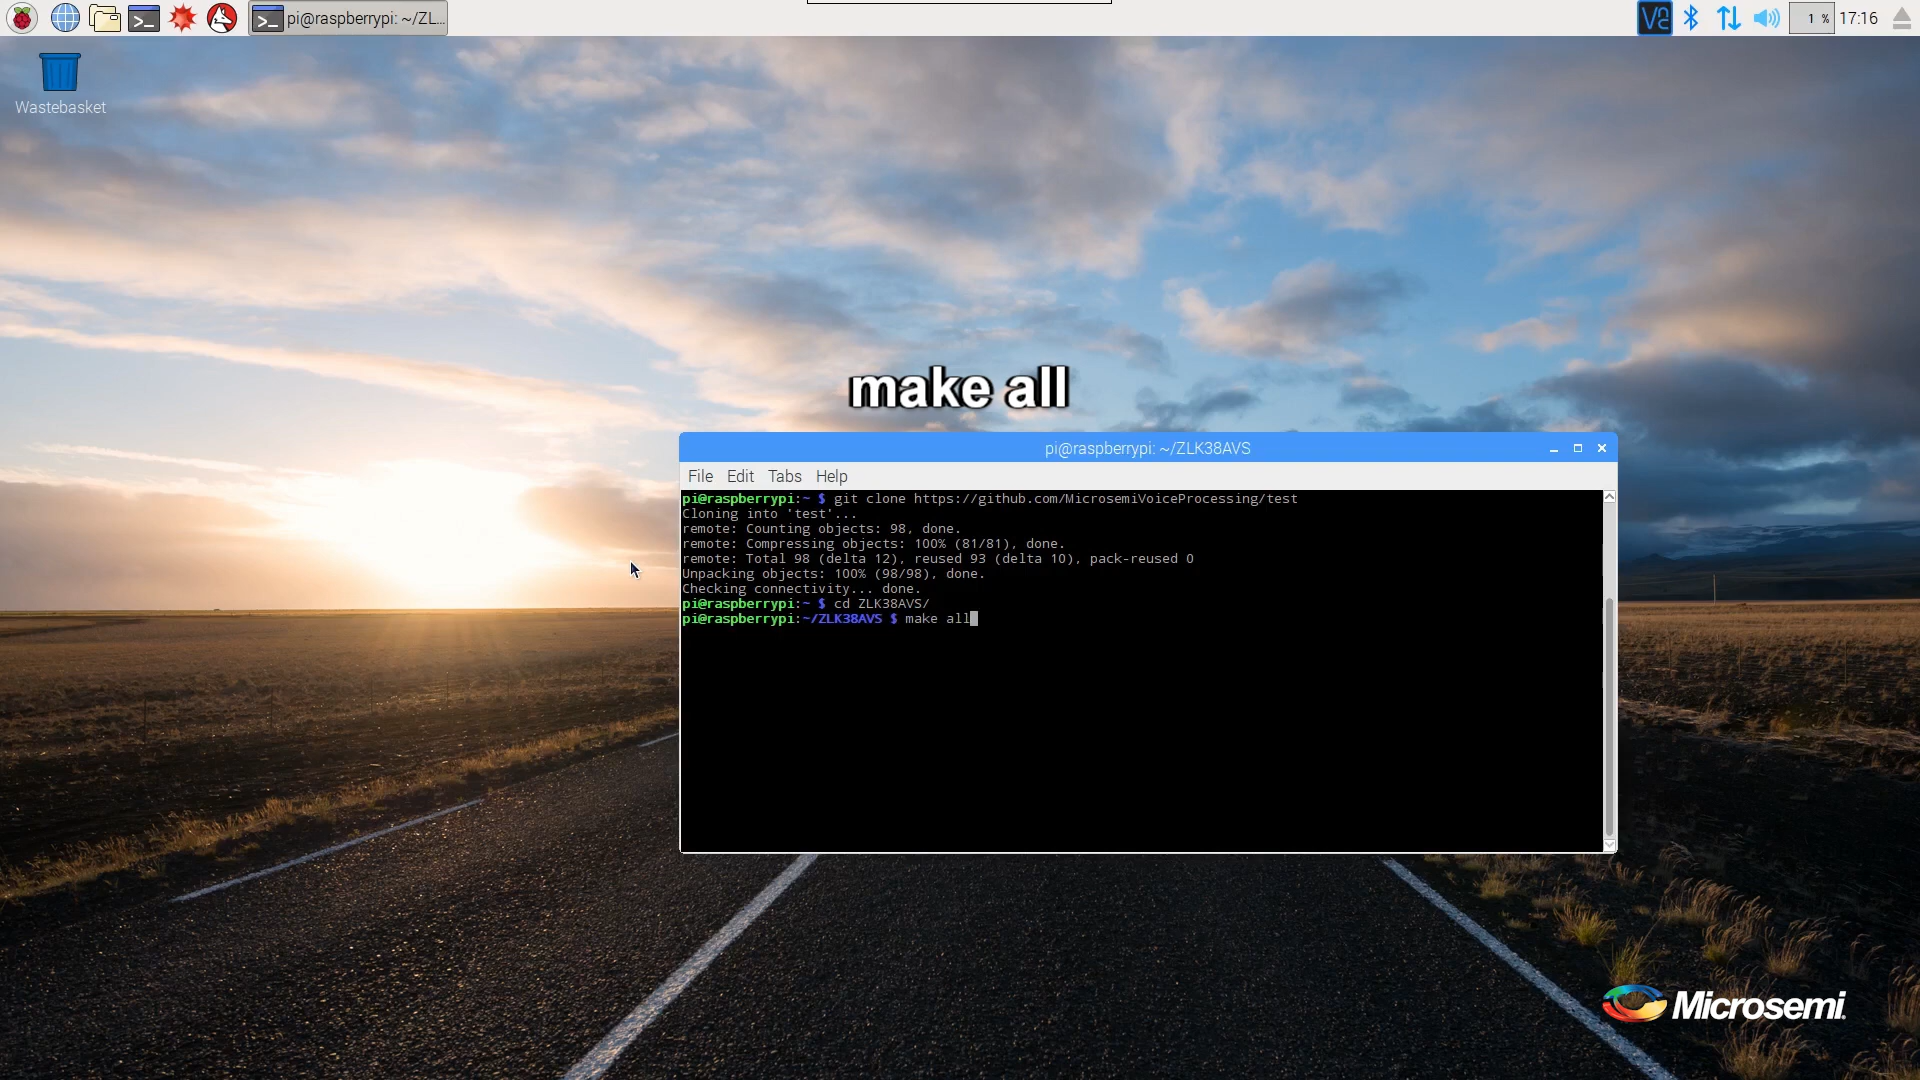 pi@raspberrypi: ~/ZL...
1 %
17:16
Wastebasket
make all
pi@raspberrypi: ~/ZLK38AVS
File Edit Tabs Help
pi@raspberrypi:~ $ git clone https://github.com/MicrosemiVoiceProcessing/test
Cloning into 'test'...
remote: Counting objects: 98, done.
remote: Compressing objects: 100% (81/81), done.
remote: Total 98 (delta 12), reused 93 (delta 10), pack-reused 0
Unpacking objects: 100% (98/98), done.
Checking connectivity... done.
pi@raspberrypi:~ $ cd ZLK38AVS/
pi@raspberrypi:~/ZLK38AVS $ make all
Microsemi.